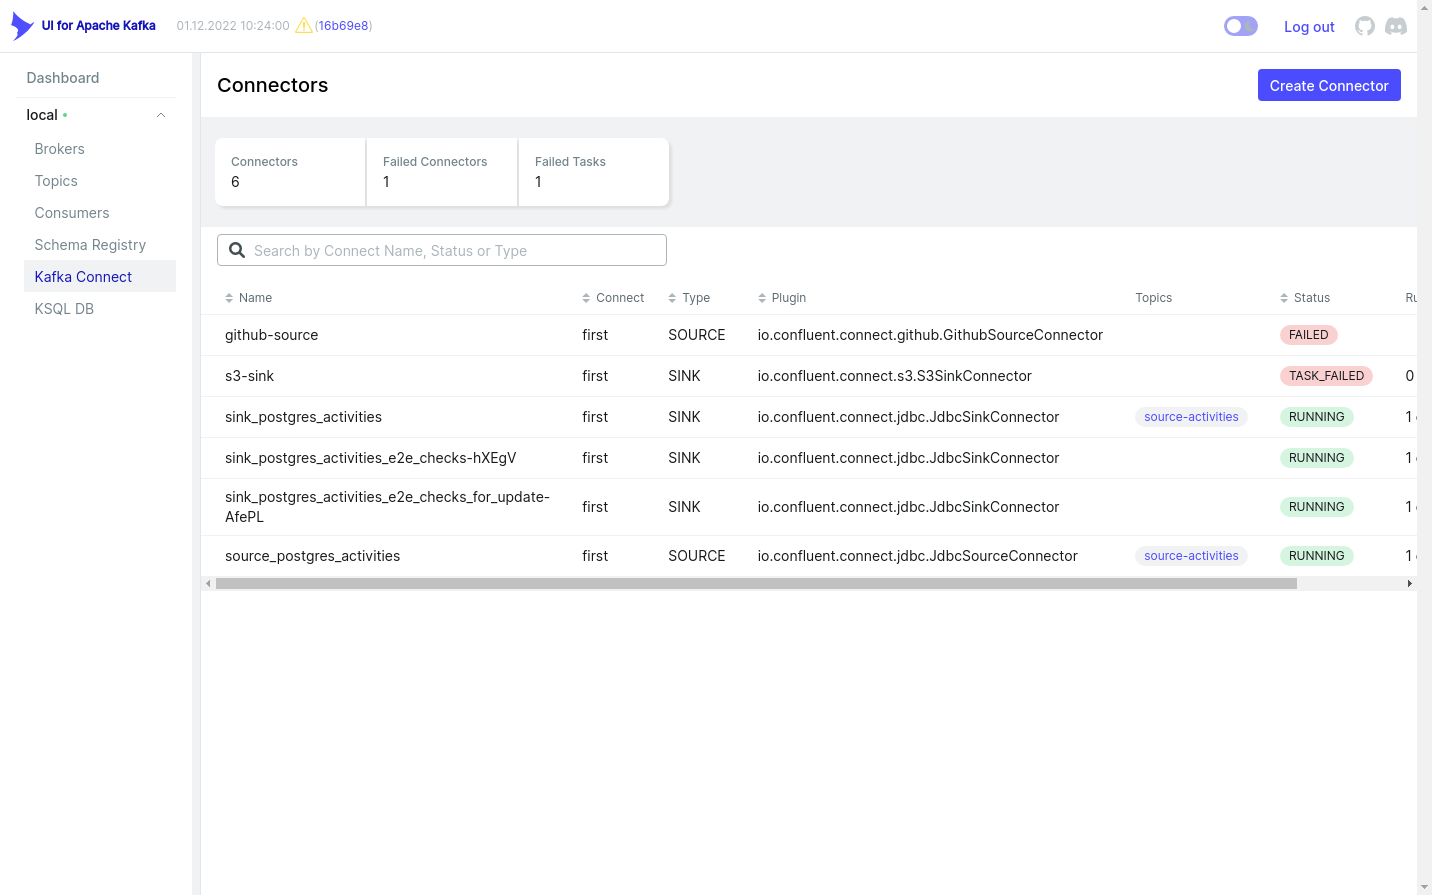 UI for Apache Kafka 01.12.2022 10:24:00 (16b69e8) Log out
Dashboard
local
Brokers
Topics
Consumers
Schema Registry
Kafka Connect
KSQL DB
Connectors
Create Connector
Connectors Failed Connectors Failed Tasks
6 1 1
Search by Connect Name, Status or Type
Name Connect Type Plugin Topics Status
github-source first SOURCE io.confluent.connect.github.GithubSourceConnector FAILED
s3-sink first SINK io.confluent.connect.s3.S3SinkConnector TASK_FAILED 0
sink_postgres_activities first SINK io.confluent.connect.jdbc.JdbcSinkConnector source-activities RUNNING 1
sink_postgres_activities_e2e_checks-hXEgV first SINK io.confluent.connect.jdbc.JdbcSinkConnector RUNNING 1
sink_postgres_activities_e2e_checks_for_update-
AfePL first SINK io.confluent.connect.jdbc.JdbcSinkConnector RUNNING 1
source_postgres_activities first SOURCE io.confluent.connect.jdbc.JdbcSourceConnector source-activities RUNNING 1